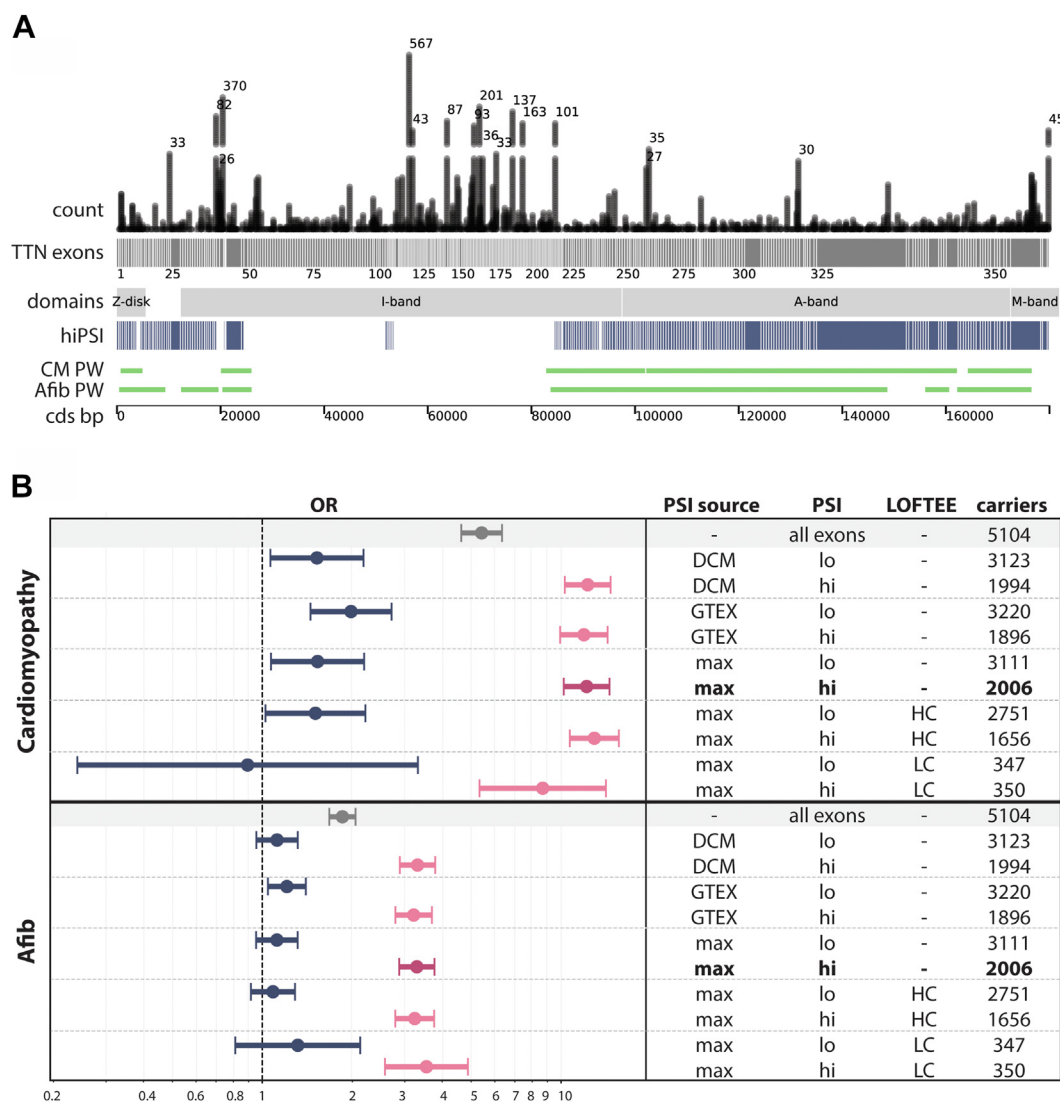 A
567
370
82
201
137
43
87
93
163
101
33
36
33
35
30
45
26
27
count
TTN exons
1 25 50 75 100 125 150 175 200 225 250 275 300 325 350
domains Z-disk I-band A-band M-band
hiPSI
CM PW
Afib PW
cds bp 0 20000 40000 60000 80000 100000 120000 140000 160000
B
OR PSI source PSI LOFTEE carriers
Cardiomyopathy
- all exons - 5104
DCM lo - 3123
DCM hi - 1994
GTEX lo - 3220
GTEX hi - 1896
max lo - 3111
max hi - 2006
max lo HC 2751
max hi HC 1656
max lo LC 347
max hi LC 350
Afib
- all exons - 5104
DCM lo - 3123
DCM hi - 1994
GTEX lo - 3220
GTEX hi - 1896
max lo - 3111
max hi - 2006
max lo HC 2751
max hi HC 1656
max lo LC 347
max hi LC 350
0.2 0.4 0.6 0.8 1 2 3 4 5 6 7 8 9 10